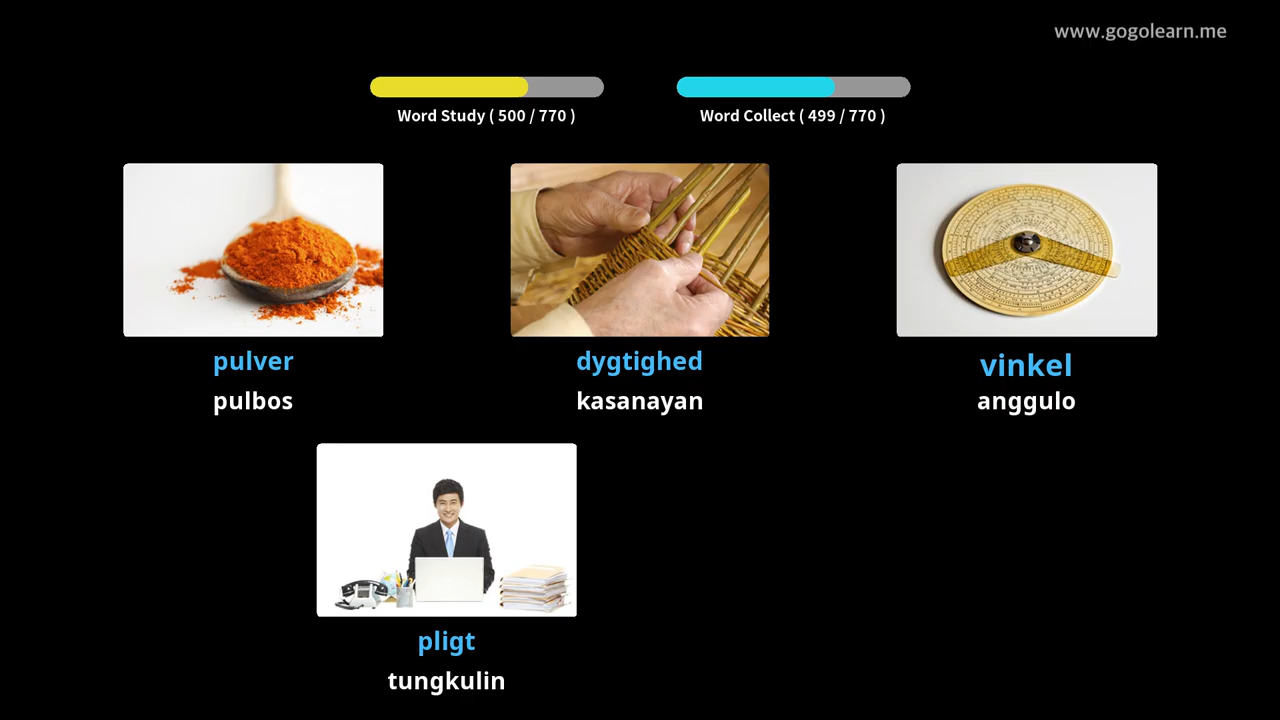 www.gogolearn.me
Word Study ( 500 / 770 )
Word Collect ( 499 / 770 )
pulver
pulbos
dygtighed
kasanayan
vinkel
anggulo
pligt
tungkulin